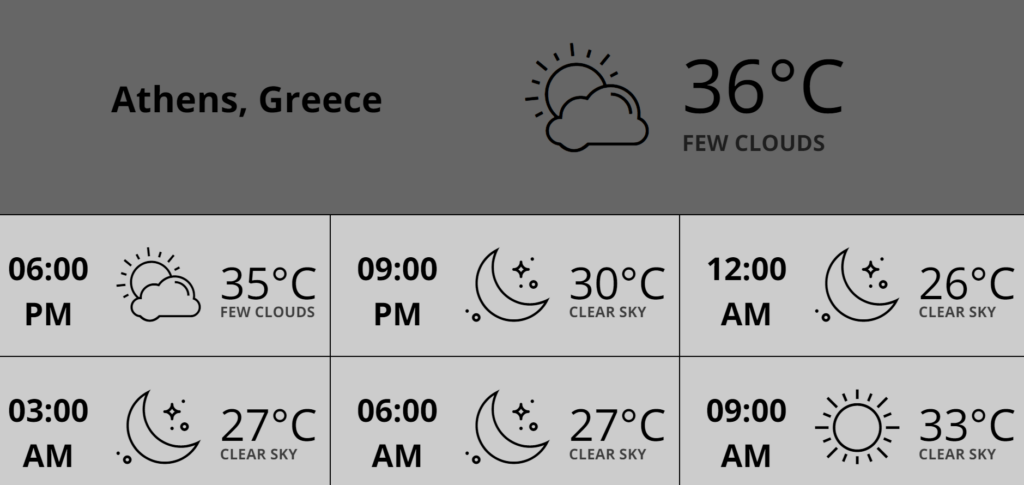 Athens, Greece
36°C
FEW CLOUDS
06:00
PM
35°C
FEW CLOUDS
09:00
PM
30°C
CLEAR SKY
12:00
AM
26°C
CLEAR SKY
03:00
AM
27°C
CLEAR SKY
06:00
AM
27°C
CLEAR SKY
09:00
AM
33°C
CLEAR SKY